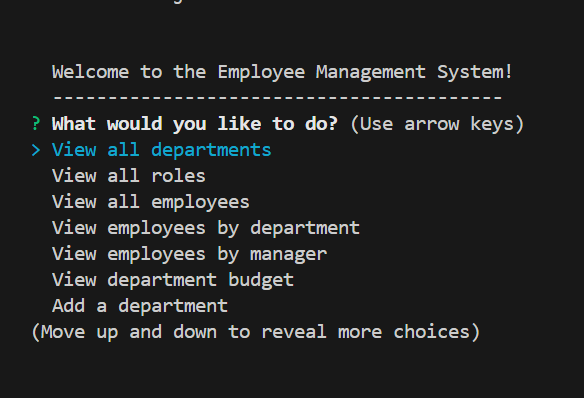 Welcome to the Employee Management System!
-----------------------------------------
? What would you like to do? (Use arrow keys)
> View all departments
View all roles
View all employees
View employees by department
View employees by manager
View department budget
Add a department
(Move up and down to reveal more choices)